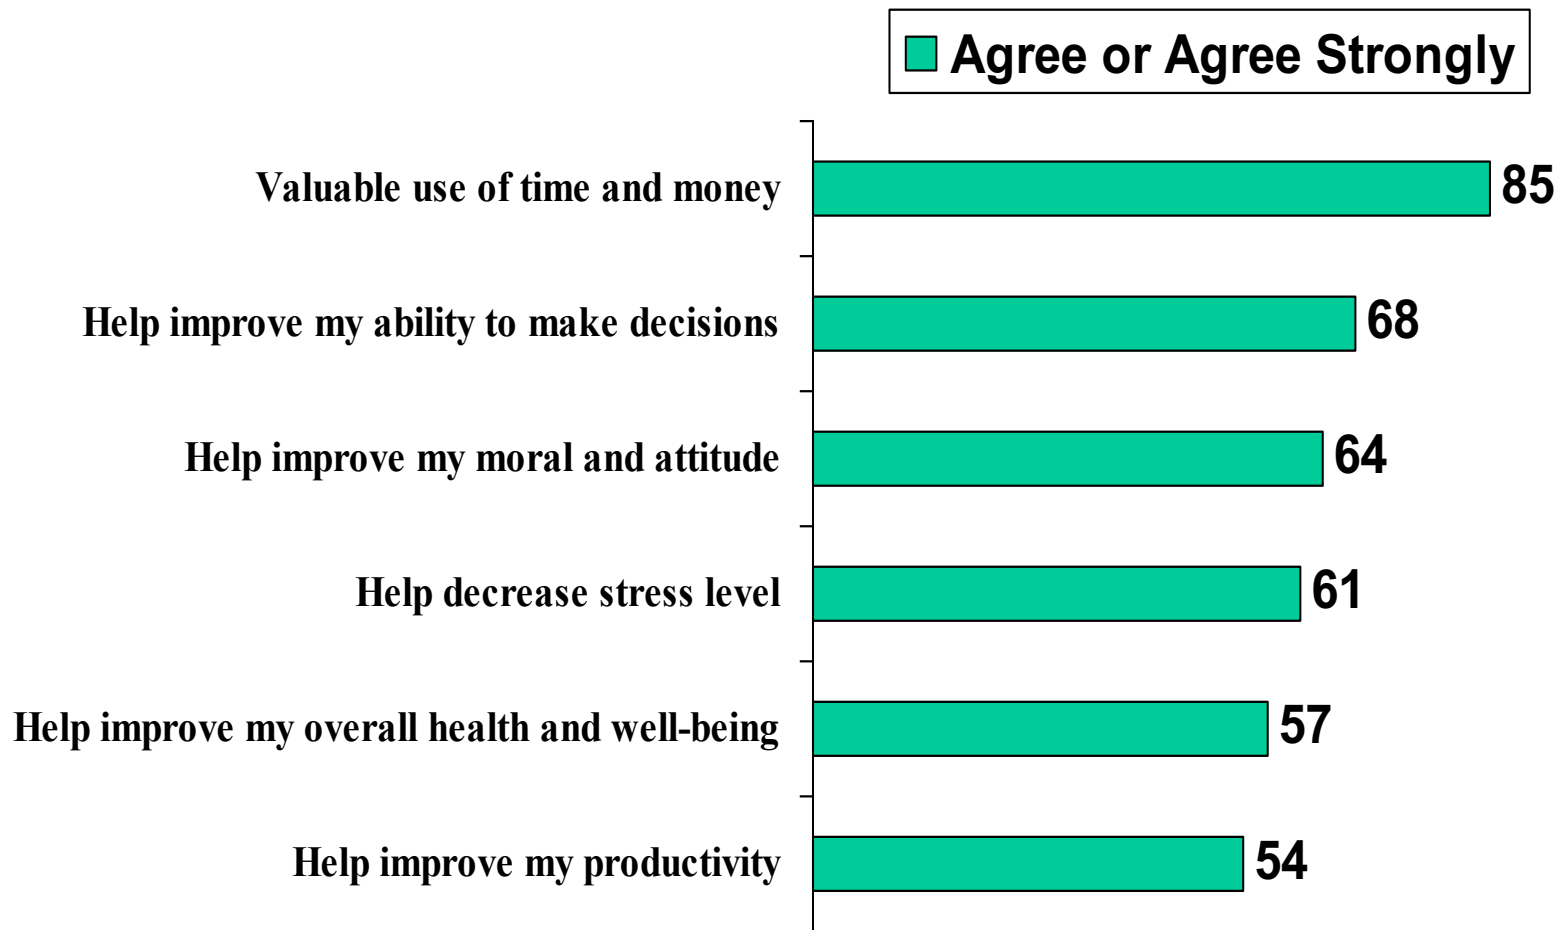 Agree or Agree Strongly
Valuable use of time and money
85
Help improve my ability to make decisions
68
Help improve my moral and attitude
64
Help decrease stress level
61
Help improve my overall health and well-being
57
Help improve my productivity
54